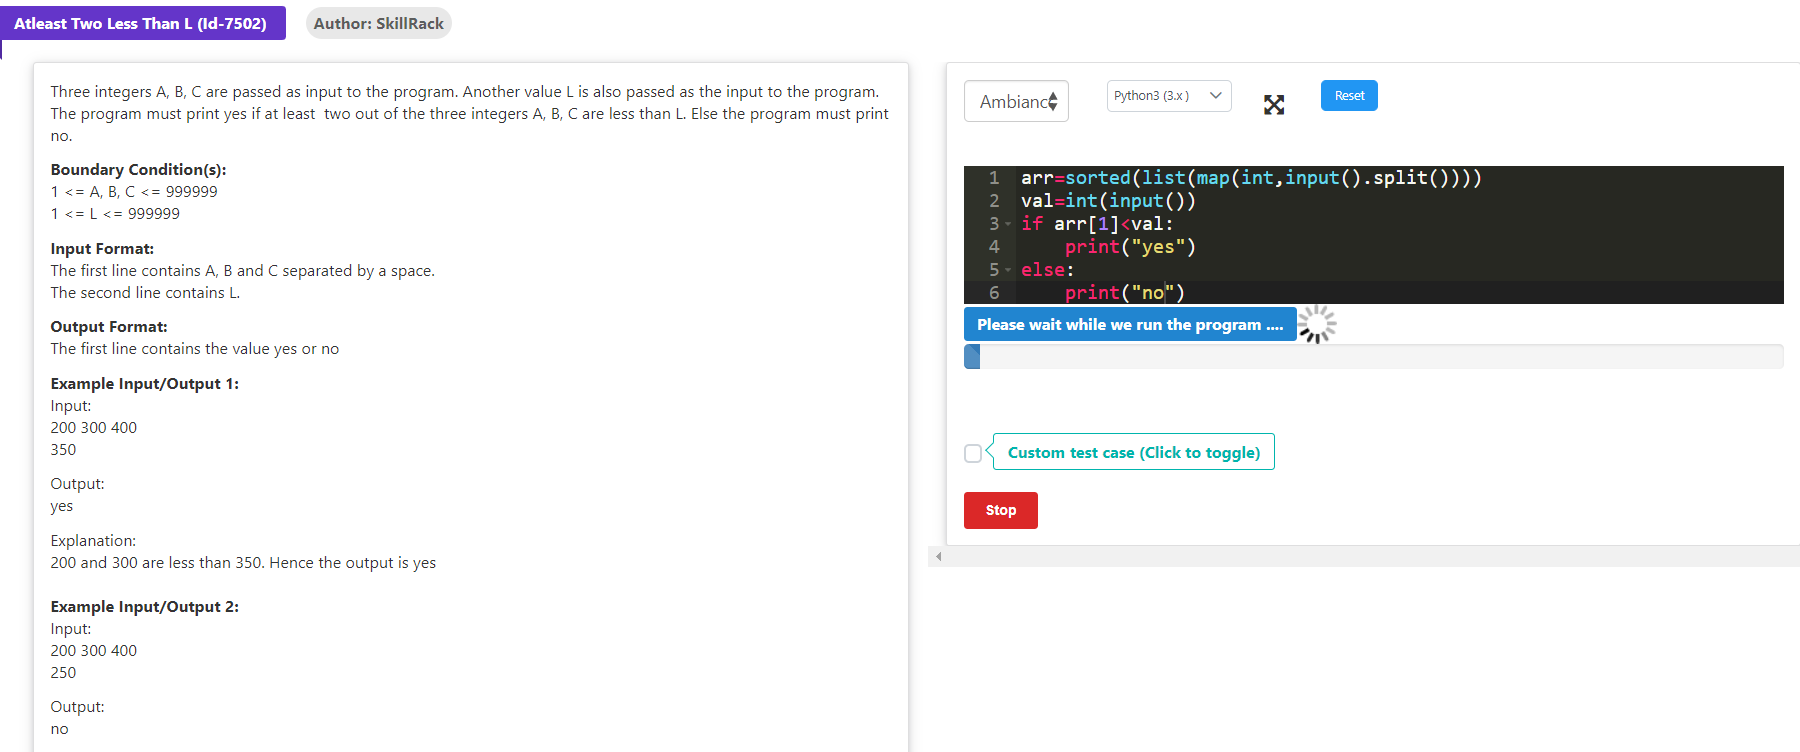 Atleast Two Less Than L (Id-7502)
Author: SkillRack
Three integers A, B, C are passed as input to the program. Another value L is also passed as the input to the program.
The program must print yes if at least  two out of the three integers A, B, C are less than L. Else the program must print
no.
Boundary Condition(s):
1 <= A, B, C <= 999999
1 <= L <= 999999
Input Format:
The first line contains A, B and C separated by a space.
The second line contains L.
Output Format:
The first line contains the value yes or no
Example Input/Output 1:
Input:
200 300 400
350
Output:
yes
Explanation:
200 and 300 are less than 350. Hence the output is yes
Example Input/Output 2:
Input:
200 300 400
250
Output:
no
Ambianc
Python3 (3.x)
Reset
1 arr=sorted(list(map(int,input().split())))
2 val=int(input())
3 if arr[1]<val:
4     print("yes")
5 else:
6     print("no")
Please wait while we run the program ....
Custom test case (Click to toggle)
Stop